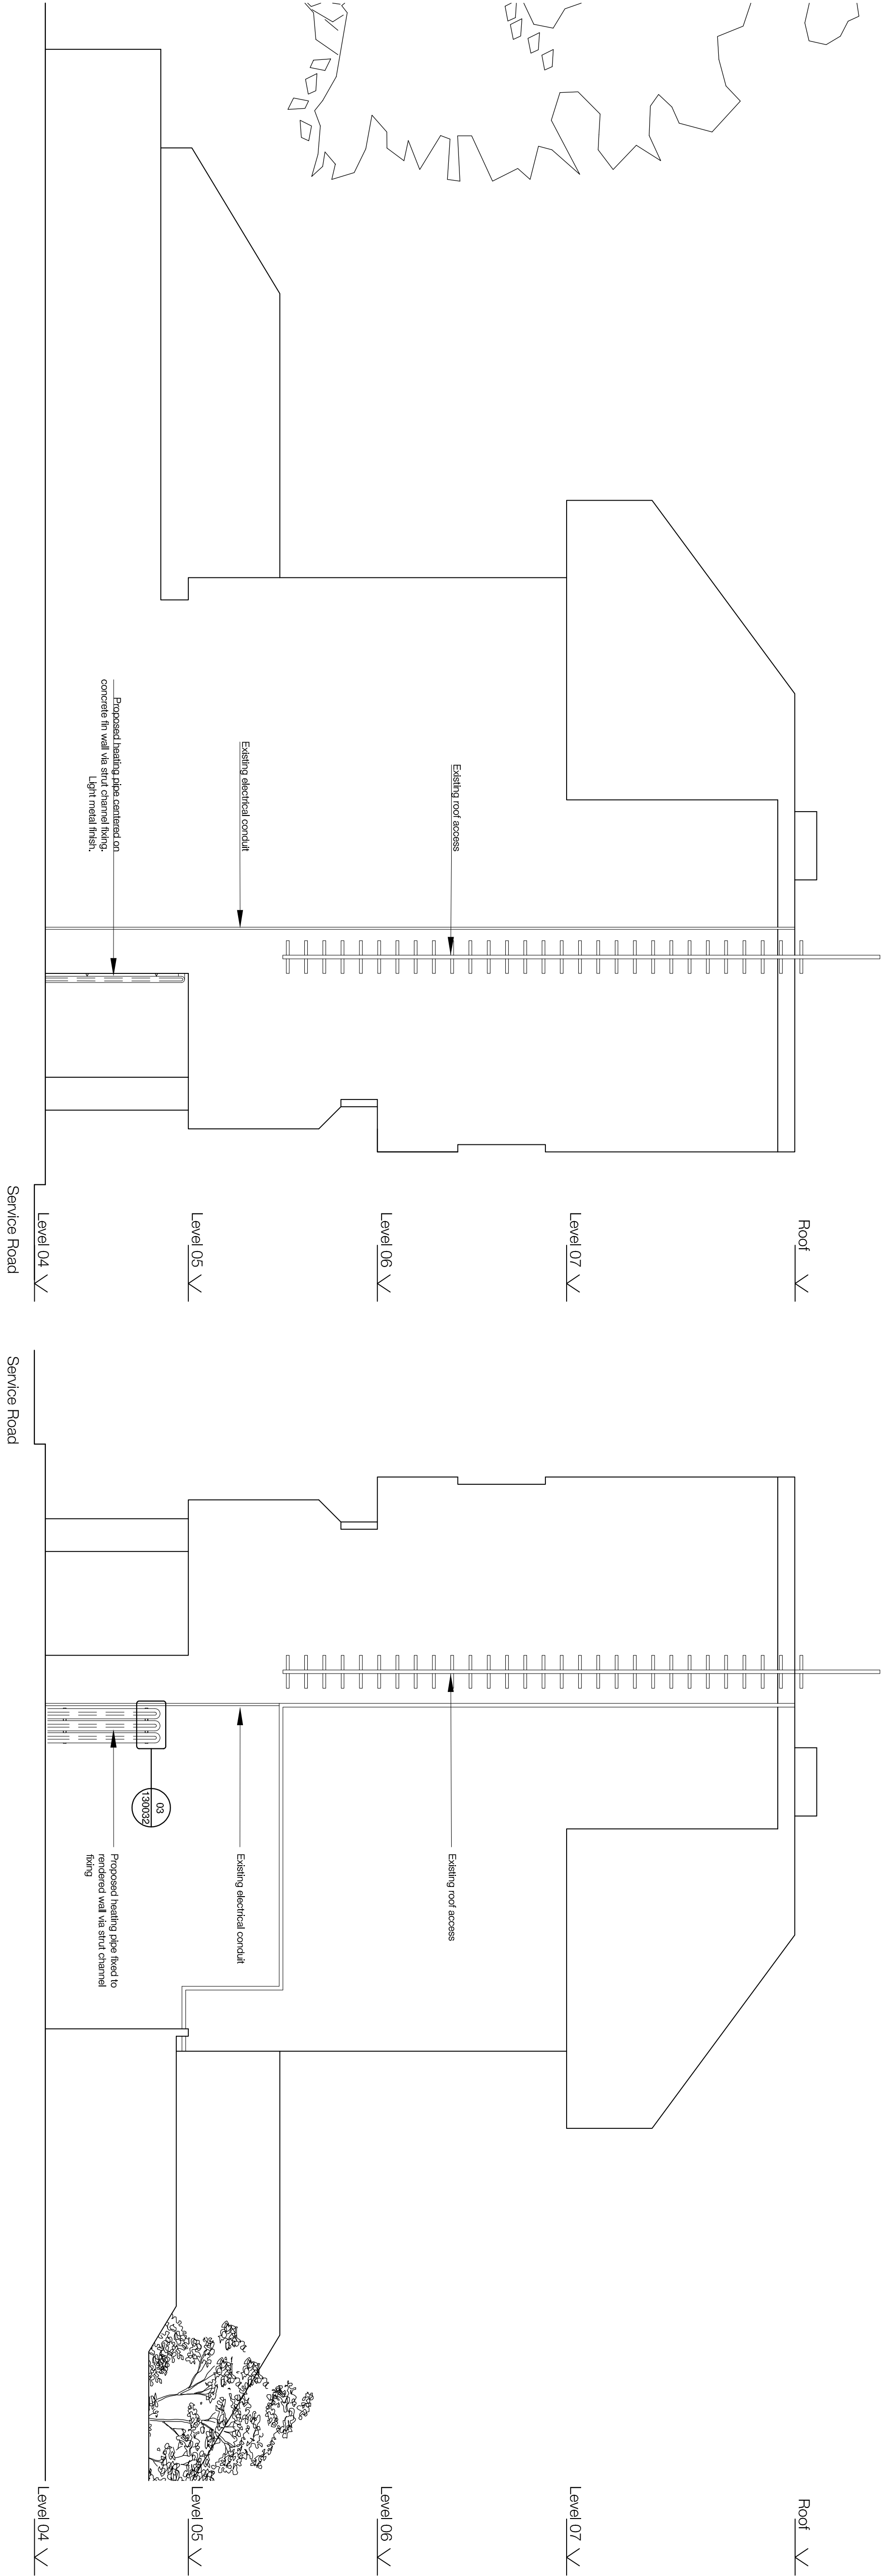 Roof
Level 07
Level 06
Level 05
Level 04
Service Road
Existing roof access
Existing electrical conduit
Proposed heating pipe centered on
concrete fin wall via strut channel fixing.
Light metal finish.
Service Road
Existing roof access
Existing electrical conduit
03
130032
Proposed heating pipe fixed to
rendered wall via strut channel
fixing
Roof
Level 07
Level 06
Level 05
Level 04